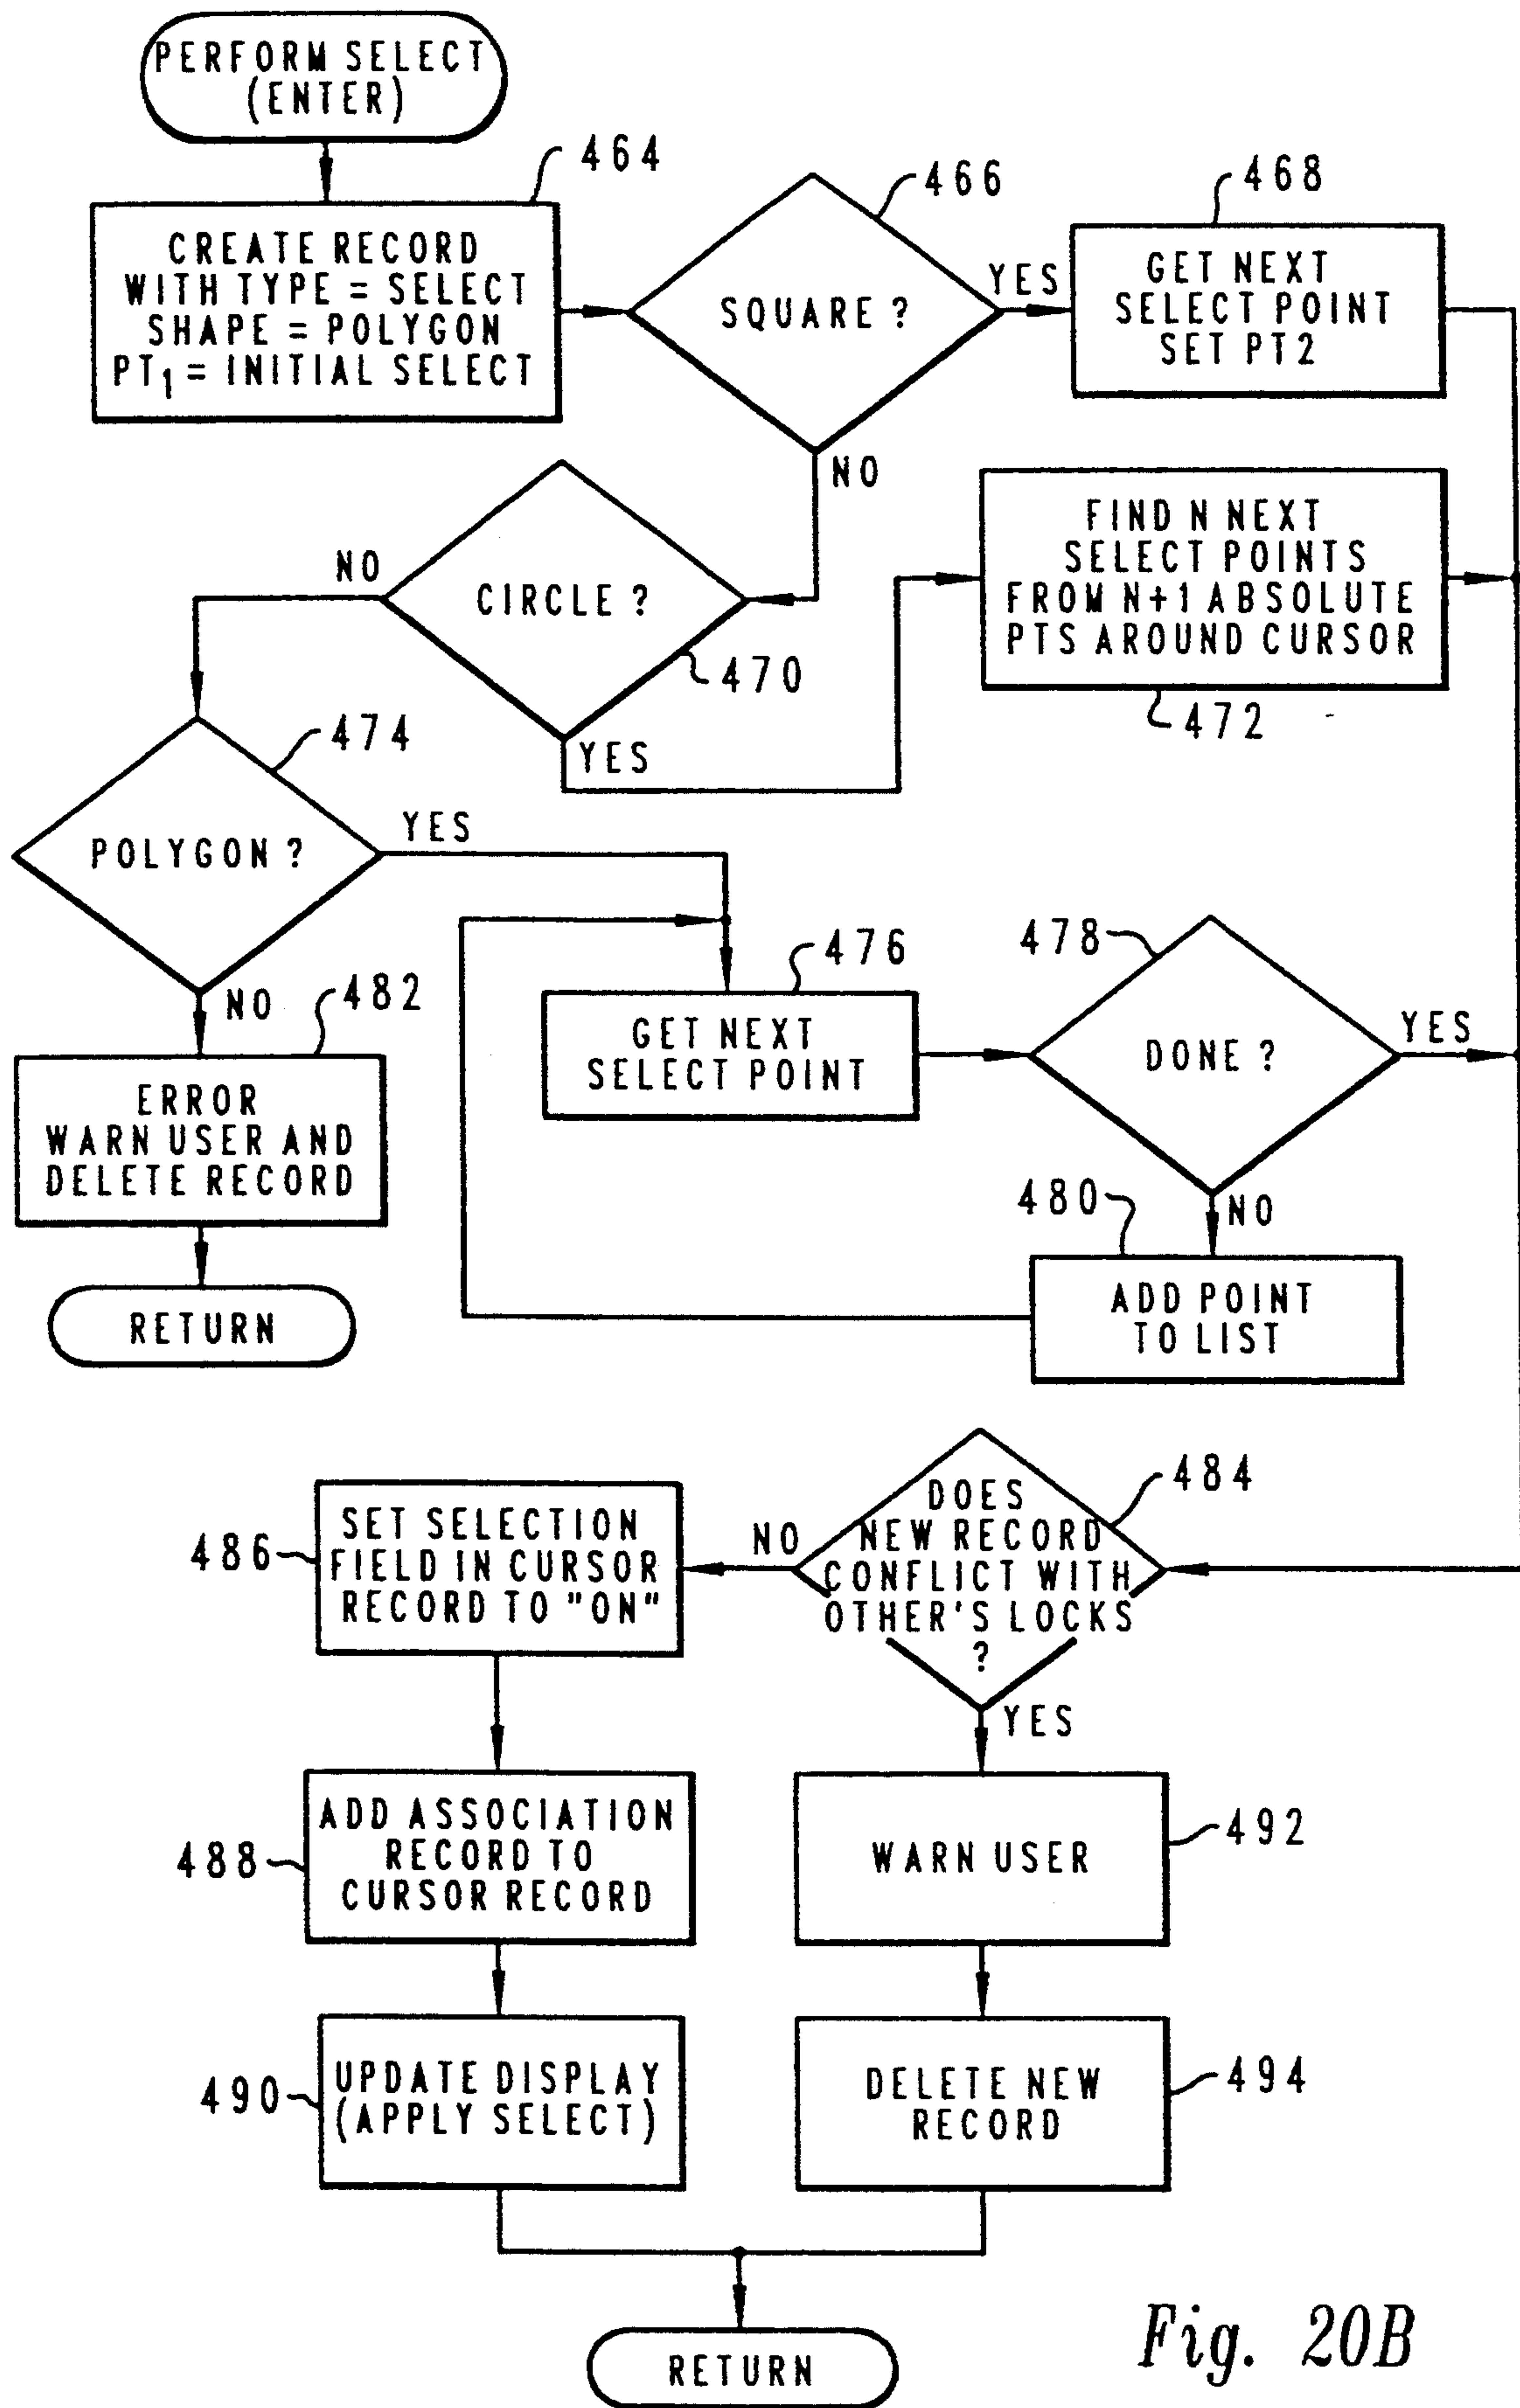 PERFORM SELECT
(ENTER)
464
CREATE RECORD
WITH TYPE = SELECT
SHAPE = POLYGON
PT1 = INITIAL SELECT
466
SQUARE ?
YES
NO
468
GET NEXT
SELECT POINT
SET PT2
CIRCLE ?
NO
YES
470
FIND N NEXT
SELECT POINTS
FROM N+1 ABSOLUTE
PTS AROUND CURSOR
472
474
POLYGON ?
YES
NO
482
ERROR
WARN USER AND
DELETE RECORD
RETURN
476
GET NEXT
SELECT POINT
478
DONE ?
YES
NO
480
ADD POINT
TO LIST
484
DOES
NEW RECORD
CONFLICT WITH
OTHER'S LOCKS
?
NO
YES
486
SET SELECTION
FIELD IN CURSOR
RECORD TO "ON"
488
ADD ASSOCIATION
RECORD TO
CURSOR RECORD
490
UPDATE DISPLAY
(APPLY SELECT)
492
WARN USER
494
DELETE NEW
RECORD
RETURN
Fig. 20B